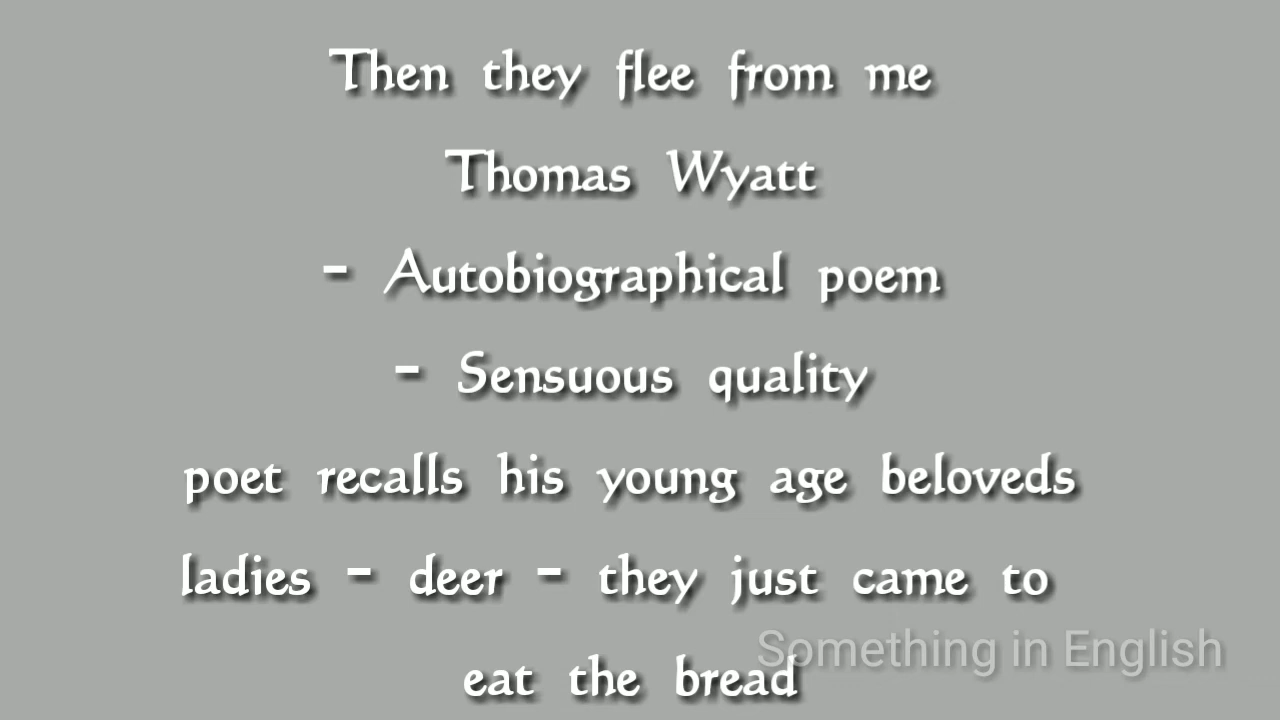 Then they flee from me
Thomas Wyatt
- Autobiographical poem
- Sensuous quality
poet recalls his young age beloveds
ladies - deer - they just came to
eat the bread
Something in English